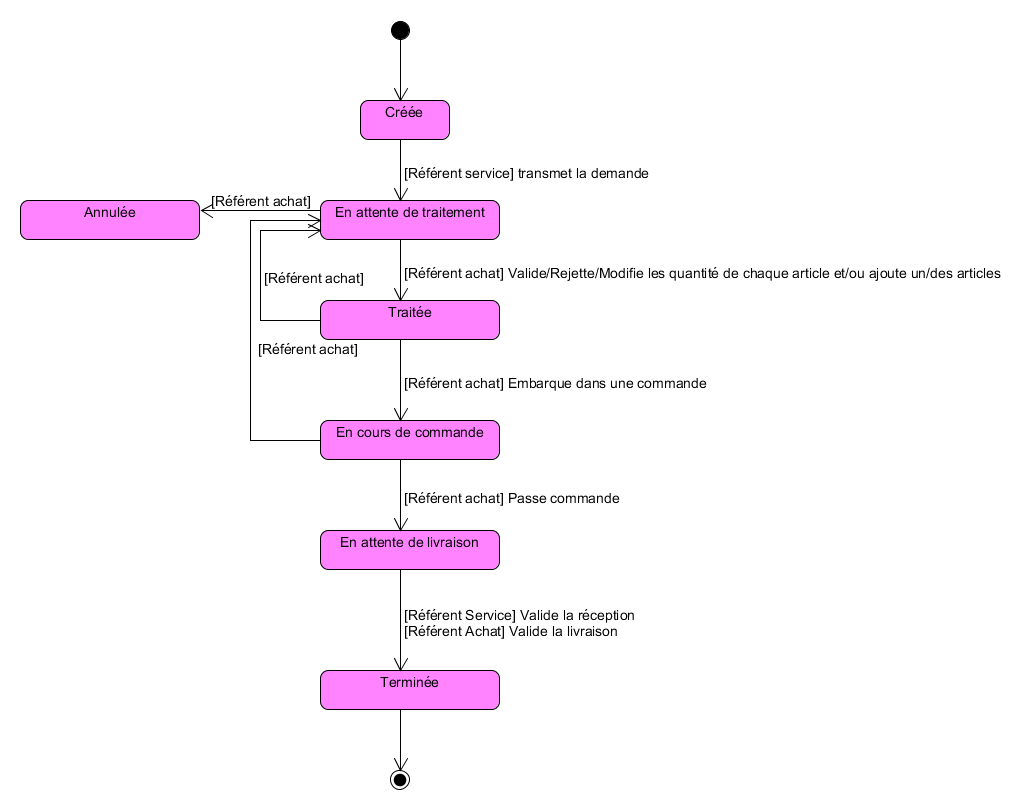 Créée
[Référent service] transmet la demande
[Référent achat]
Annulée
En attente de traitement
[Référent achat] Valide/Rejette/Modifie les quantité de chaque article et/ou ajoute un/des articles
[Référent achat]
Traitée
[Référent achat]
[Référent achat] Embarque dans une commande
En cours de commande
[Référent achat] Passe commande
En attente de livraison
[Référent Service] Valide la réception
[Référent Achat] Valide la livraison
Terminée